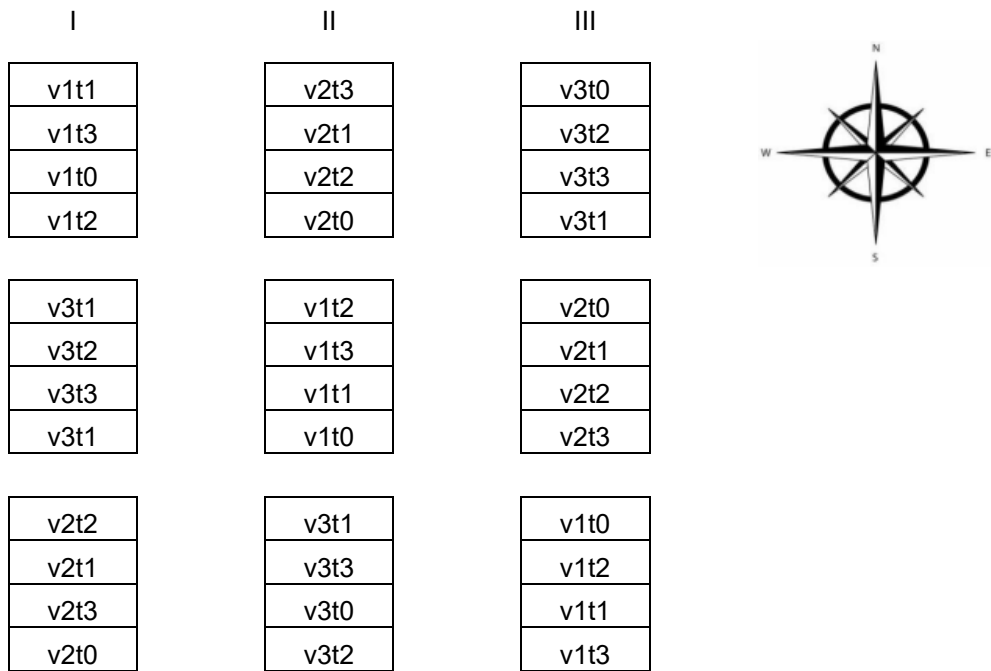 I II III
N
v1t1 v2t3 v3t0
v1t3 v2t1 v3t2
W E
v1t0 v2t2 v3t3
v1t2 v2t0 v3t1
S
v3t1 v1t2 v2t0
v3t2 v1t3 v2t1
v3t3 v1t1 v2t2
v3t1 v1t0 v2t3
v2t2 v3t1 v1t0
v2t1 v3t3 v1t2
v2t3 v3t0 v1t1
v2t0 v3t2 v1t3